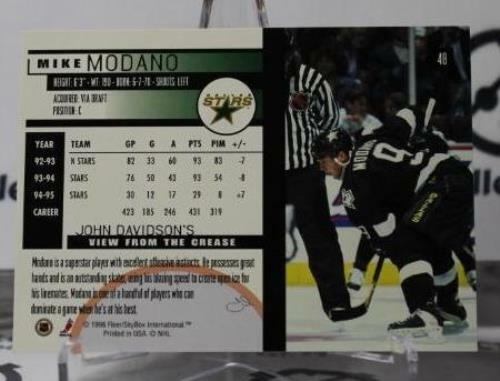 MIKE MODANO
HEIGHT: 6'3" • WT: 190 • BORN: 6-7-70 • SHOOTS: LEFT
ACQUIRED: VIA DRAFT
POSITION: C
STARS
YEAR TEAM GP G A PTS PIM +/-
92-93 N STARS 82 33 60 93 83 -7
93-94 STARS 76 50 43 93 54 -8
94-95 STARS 30 12 17 29 8 +7
CAREER 423 185 246 431 319
JOHN DAVIDSON'S
VIEW FROM THE CREASE
Modano is a superstar player with excellent offensive instincts. He possesses great
hands and is an outstanding skater, using his blazing speed to create open ice for
his linemates. Modano is one of a handful of players who can
dominate a game when he is at his best.
© 1996 Fleer/SkyBox International™
Printed in USA. © NHL
48
MODANO
9